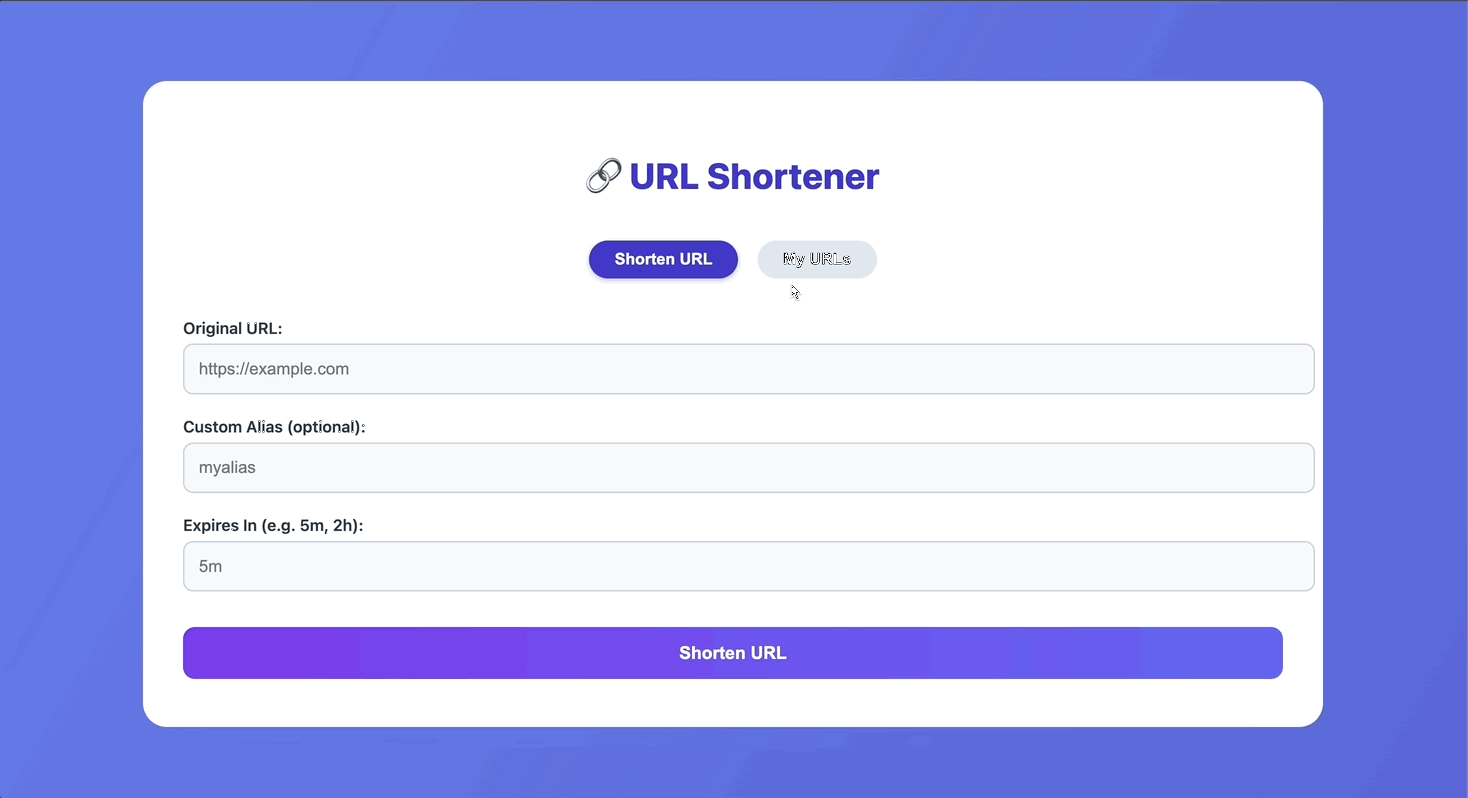 URL Shortener
Shorten URL
My URLs
Original URL:
https://example.com
Custom Alias (optional):
myalias
Expires In (e.g. 5m, 2h):
5m
Shorten URL